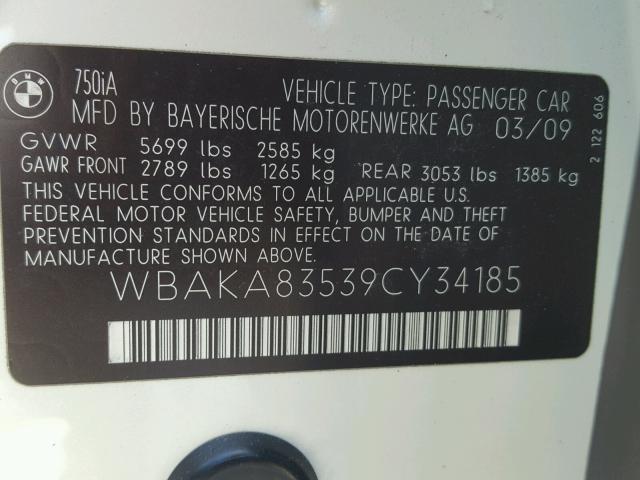 BMW
750iA VEHICLE TYPE: PASSENGER CAR
MFD BY BAYERISCHE MOTORENWERKE AG 03/09
GVWR 5699 lbs 2585 kg
GAWR FRONT 2789 lbs 1265 kg REAR 3053 lbs 1385 kg
THIS VEHICLE CONFORMS TO ALL APPLICABLE U.S.
FEDERAL MOTOR VEHICLE SAFETY, BUMPER AND THEFT
PREVENTION STANDARDS IN EFFECT ON THE DATE OF
MANUFACTURE SHOWN ABOVE.
WBAKA83539CY34185
2 122 606